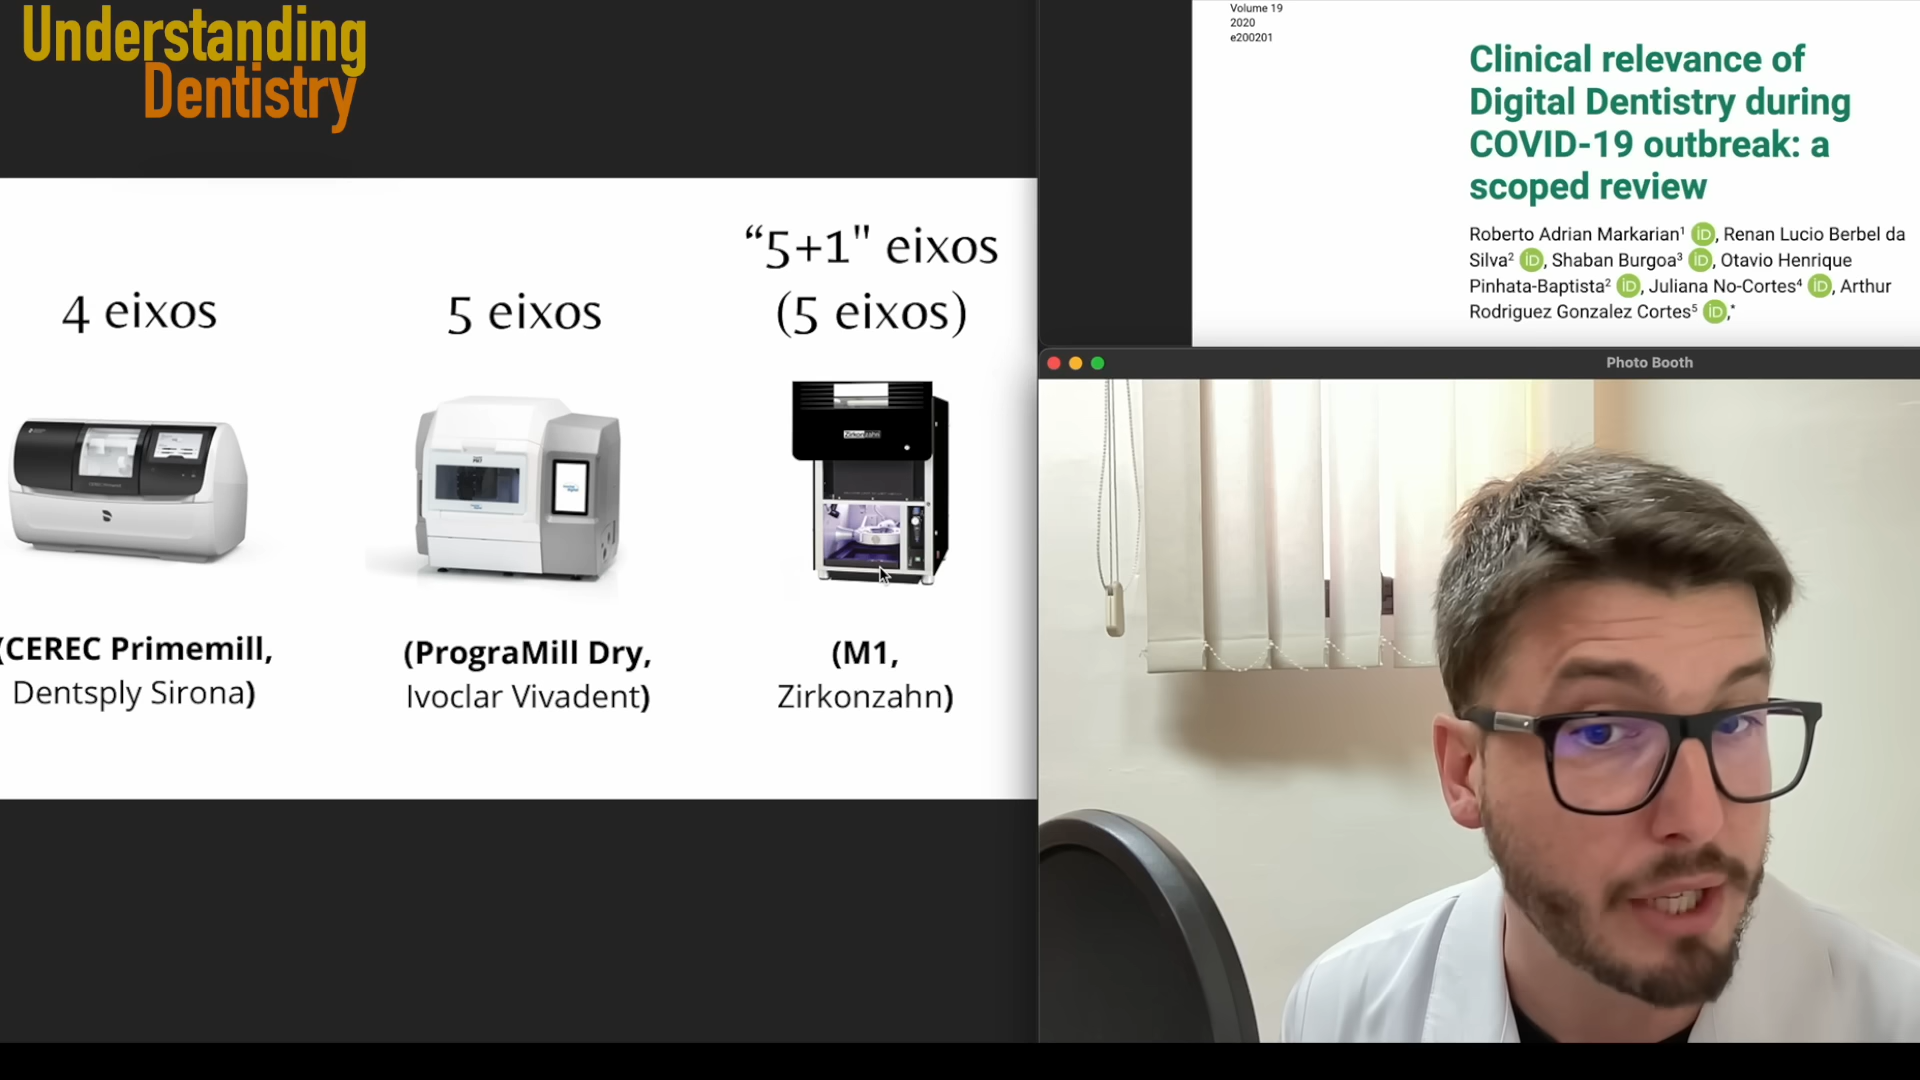 Understanding
Dentistry
4 eixos
5 eixos
“5+1" eixos
(5 eixos)
Zirkonzahn
(CEREC Primemill,
Dentsply Sirona)
(PrograMill Dry,
Ivoclar Vivadent)
(M1,
Zirkonzahn)
Volume 19
2020
e200201
Clinical relevance of
Digital Dentistry during
COVID-19 outbreak: a
scoped review
Roberto Adrian Markarian¹ iD, Renan Lucio Berbel da
Silva² iD, Shaban Burgoa³ iD, Otavio Henrique
Pinhata-Baptista² iD, Juliana No-Cortes⁴ iD, Arthur
Rodriguez Gonzalez Cortes⁵ iD,*
Photo Booth